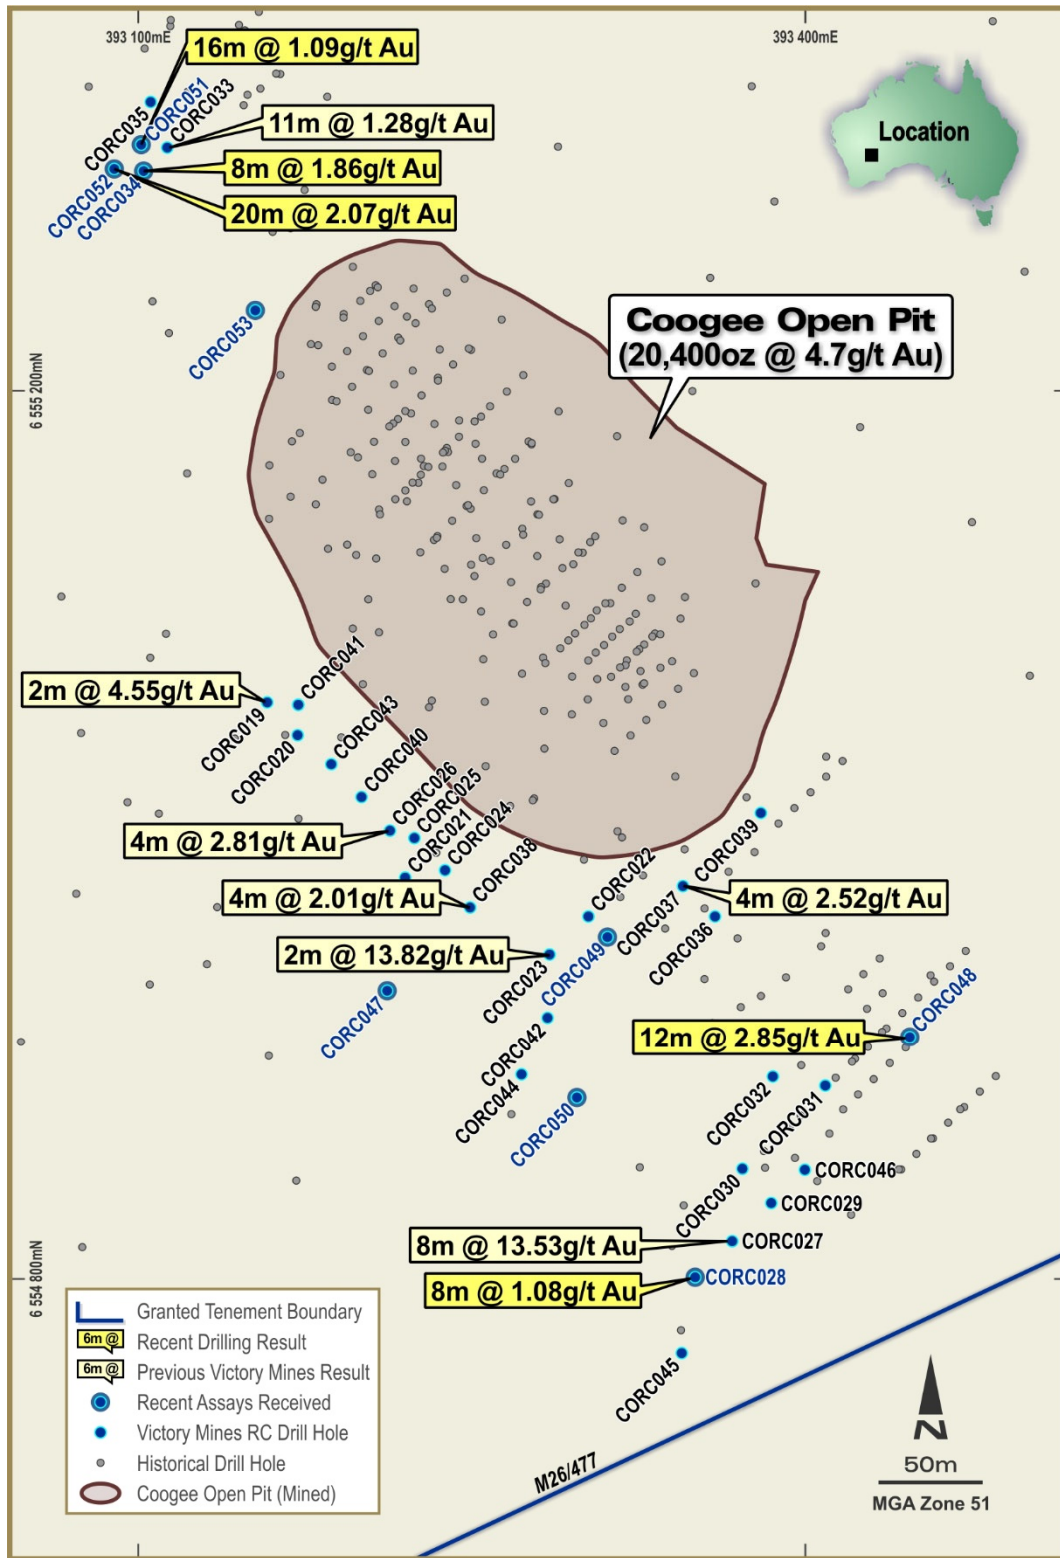 393 100mE
393 400mE
16m @ 1.09g/t Au
CORC035
CORC051
CORC033
11m @ 1.28g/t Au
8m @ 1.86g/t Au
CORC052
CORC034
20m @ 2.07g/t Au
Location
CORC053
Coogee Open Pit
(20,400oz @ 4.7g/t Au)
6 555 200mN
CORC041
2m @ 4.55g/t Au
CORC019
CORC020
CORC043
CORC040
CORC026
CORC025
CORC021
CORC024
4m @ 2.81g/t Au
CORC038
4m @ 2.01g/t Au
CORC022
CORC039
CORC037
4m @ 2.52g/t Au
CORC036
2m @ 13.82g/t Au
CORC023
CORC049
CORC047
CORC042
CORC048
12m @ 2.85g/t Au
CORC044
CORC050
CORC032
CORC031
CORC030
CORC046
CORC029
8m @ 13.53g/t Au
CORC027
8m @ 1.08g/t Au
CORC028
6 554 800mN
CORC045
M26/477
Granted Tenement Boundary
6m @
Recent Drilling Result
6m @
Previous Victory Mines Result
Recent Assays Received
Victory Mines RC Drill Hole
Historical Drill Hole
Coogee Open Pit (Mined)
N
50m
MGA Zone 51